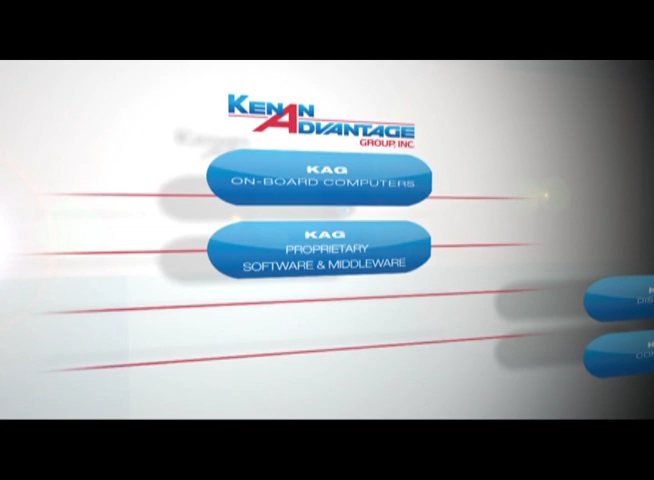 KENAN
ADVANTAGE
GROUP, INC.
KAG
ON-BOARD COMPUTERS
KAG
PROPRIETARY
SOFTWARE & MIDDLEWARE